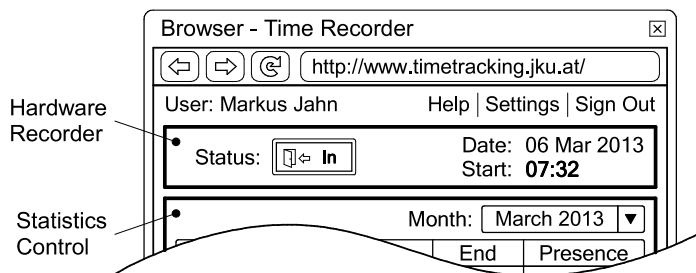 Browser - Time Recorder
http://www.timetracking.jku.at/
User: Markus Jahn Help | Settings | Sign Out
Hardware
Recorder
Status: In
Date: 06 Mar 2013
Start: 07:32
Statistics
Control
Month: March 2013
End Presence